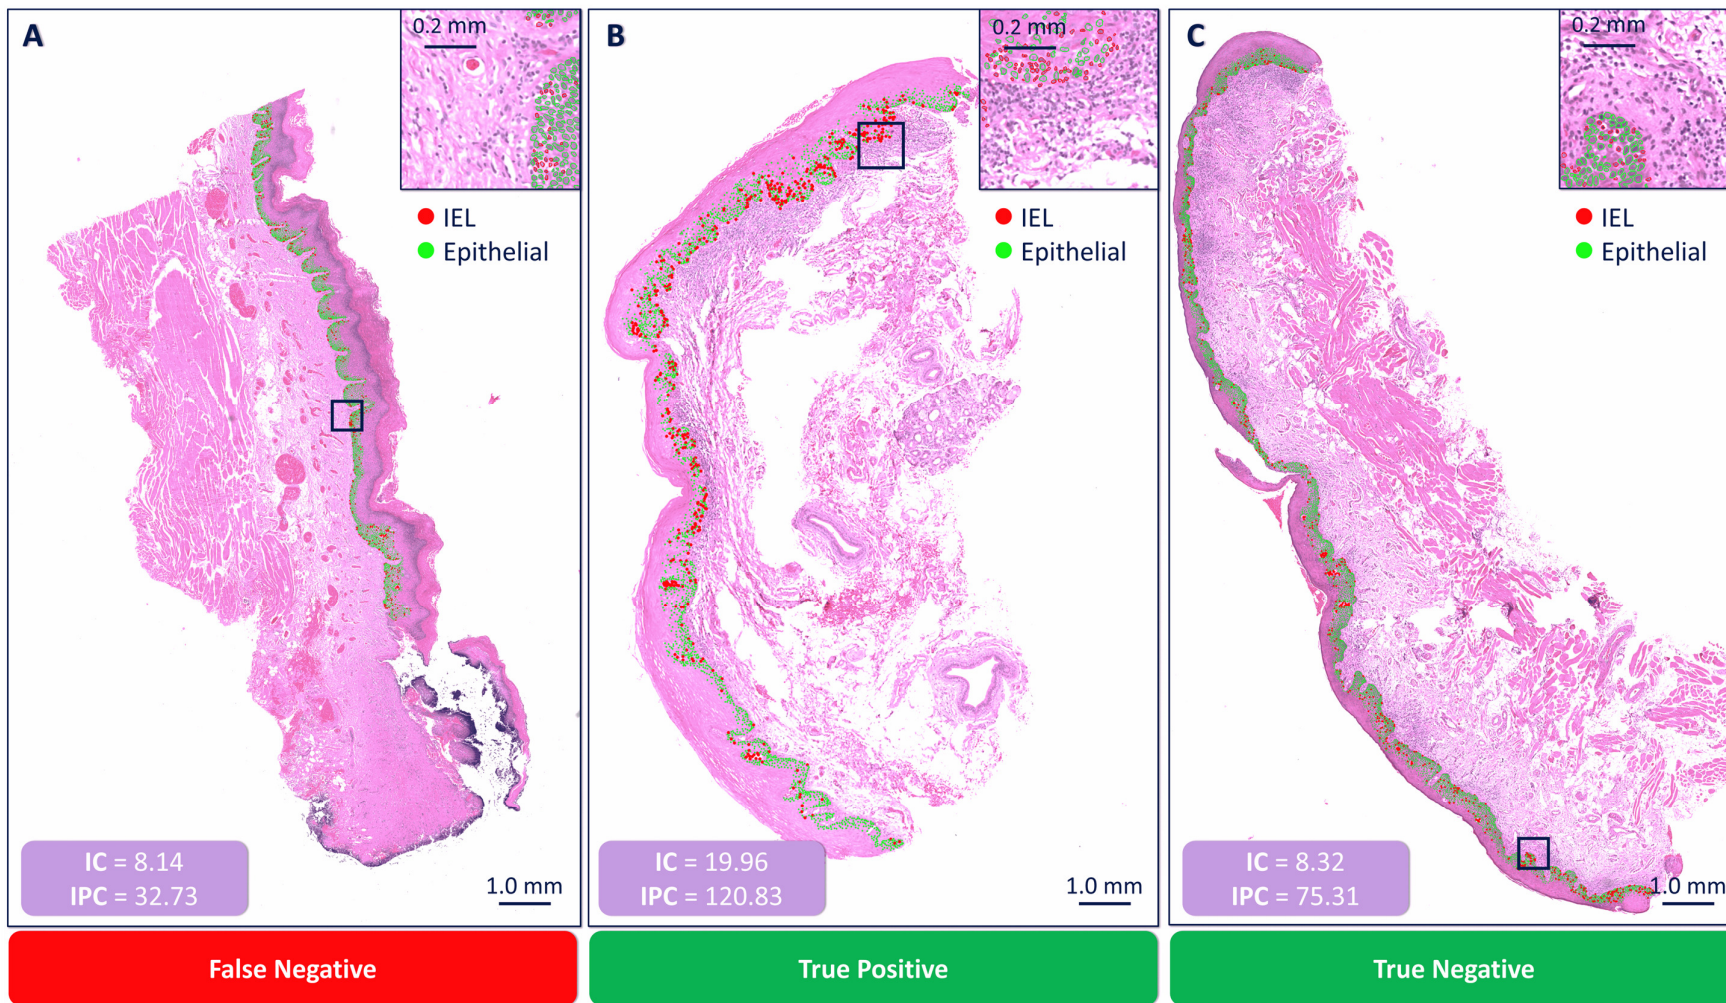 A
0.2 mm
IEL
Epithelial
IC = 8.14
IPC = 32.73
1.0 mm
False Negative
B
0.2 mm
IEL
Epithelial
IC = 19.96
IPC = 120.83
1.0 mm
True Positive
C
0.2 mm
IEL
Epithelial
IC = 8.32
IPC = 75.31
1.0 mm
True Negative